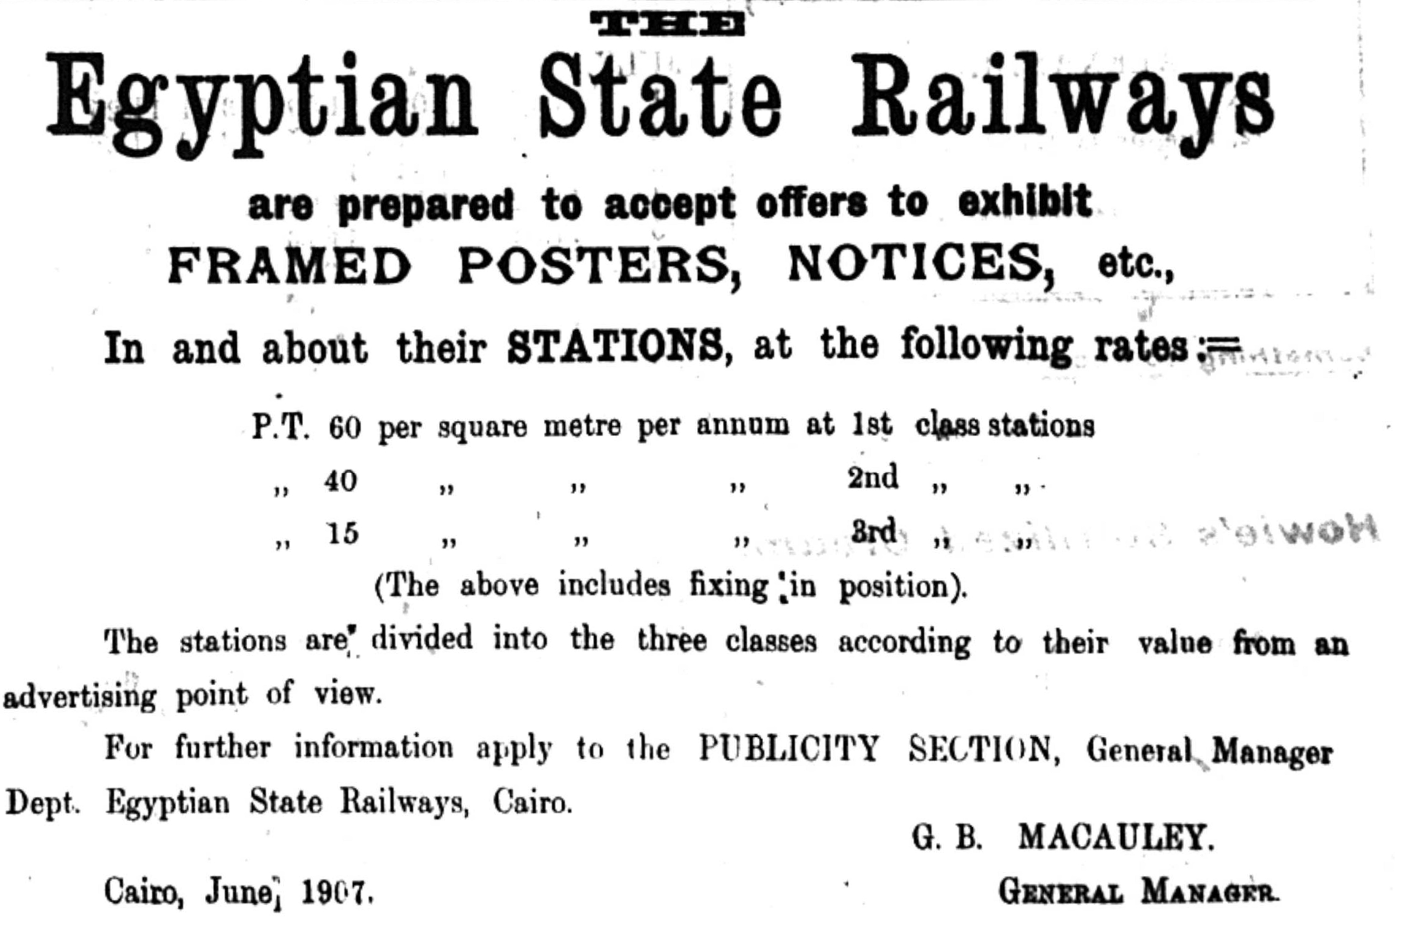 THE
Egyptian State Railways
are prepared to accept offers to exhibit
FRAMED POSTERS, NOTICES, etc.,
In and about their STATIONS, at the following rates:=
P.T. 60 per square metre per annum at 1st class stations
„ 40 „ „ „ 2nd „ „
„ 15 „ „ „ 3rd „ „
(The above includes fixing in position).
The stations are divided into the three classes according to their value from an
advertising point of view.
For further information apply to the PUBLICITY SECTION, General Manager
Dept. Egyptian State Railways, Cairo.
G. B. MACAULEY.
Cairo, June, 1907.
GENERAL MANAGER.